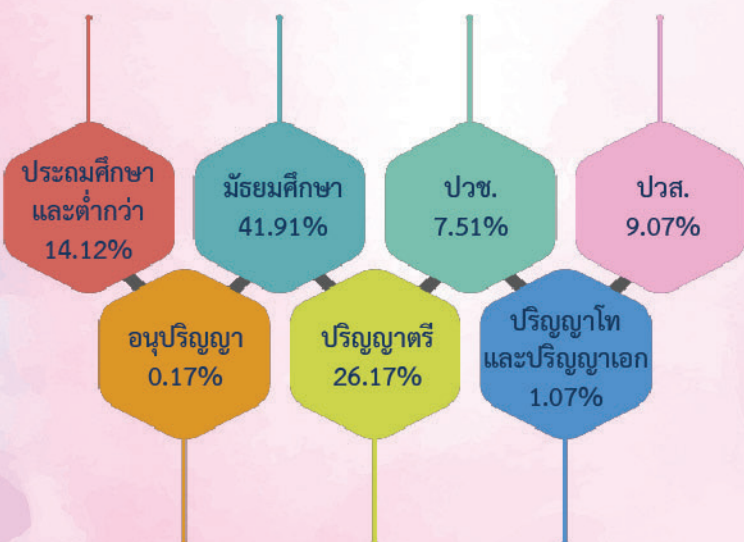 ประถมศึกษา
และต่ำกว่า
14.12%
มัธยมศึกษา
41.91%
ปวช.
7.51%
ปวส.
9.07%
อนุปริญญา
0.17%
ปริญญาตรี
26.17%
ปริญญาโท
และปริญญาเอก
1.07%